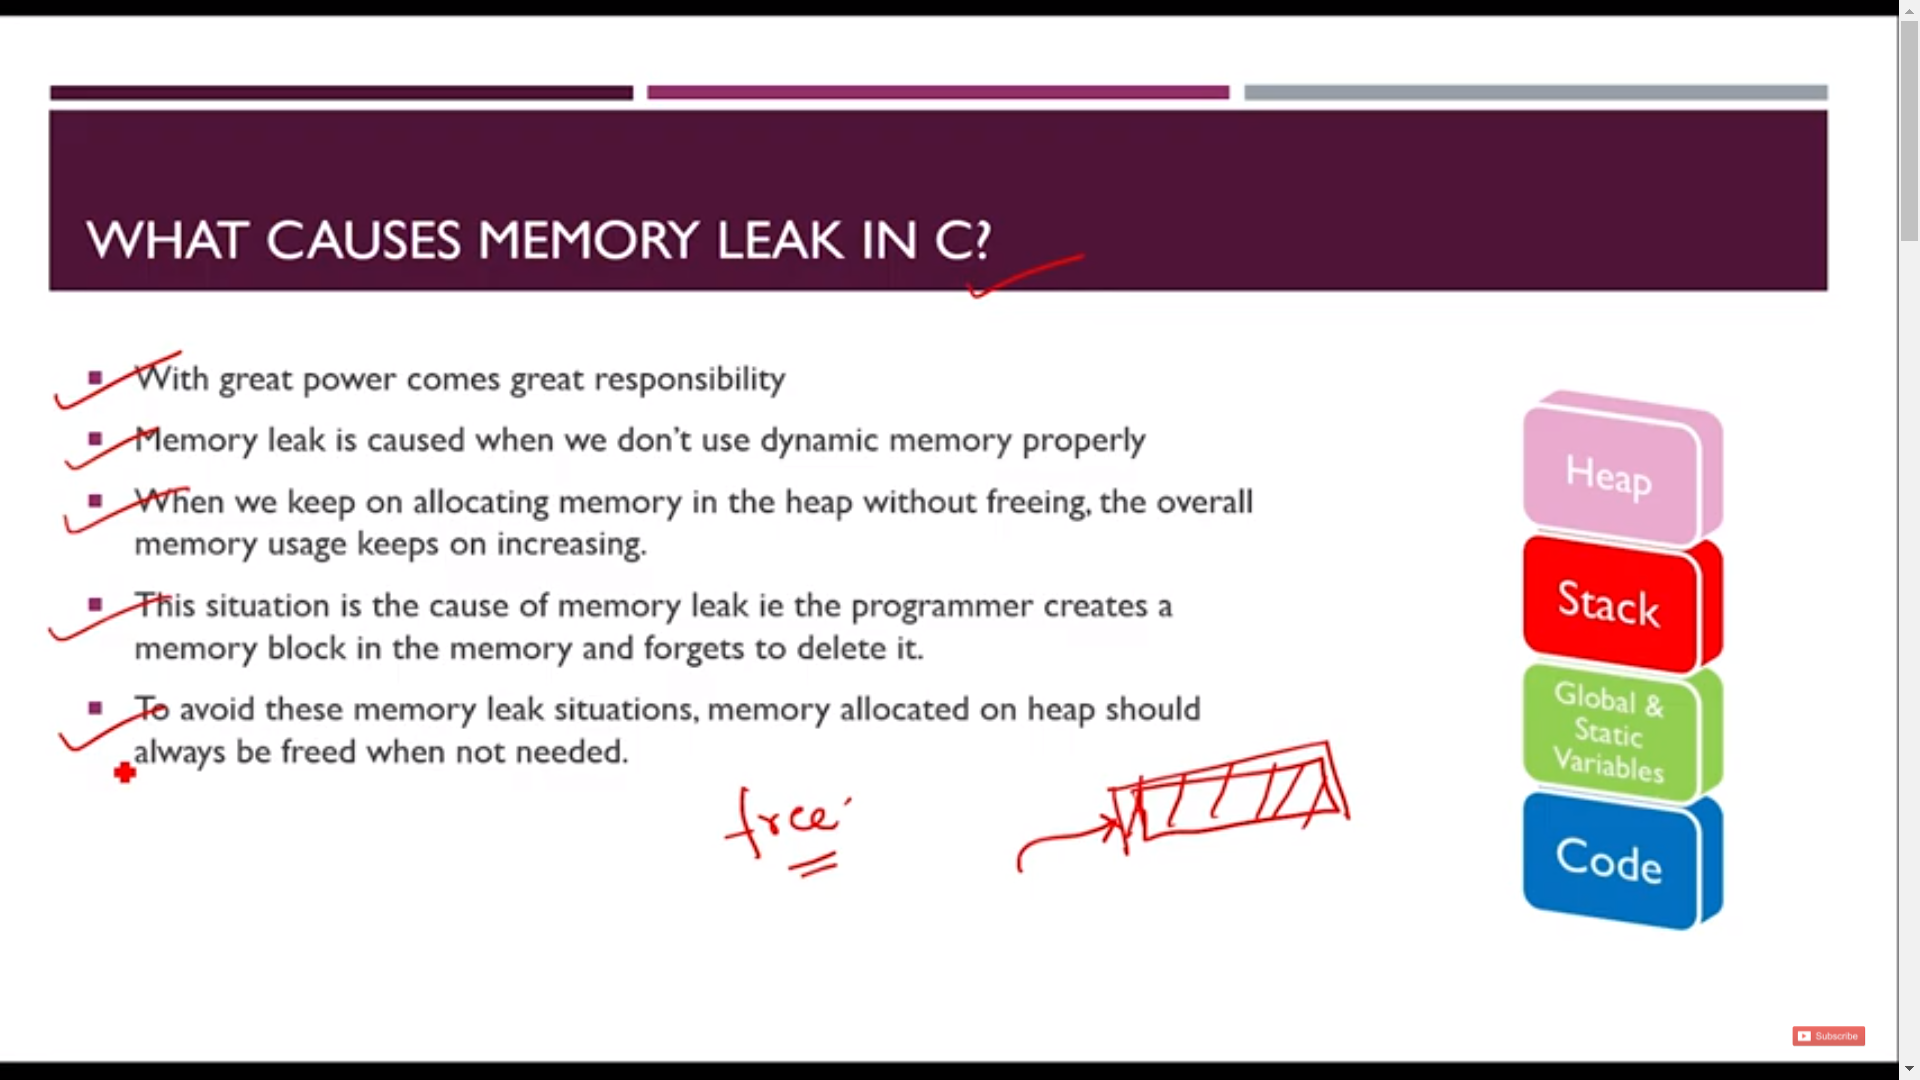 WHAT CAUSES MEMORY LEAK IN C?
With great power comes great responsibility
Memory leak is caused when we don't use dynamic memory properly
When we keep on allocating memory in the heap without freeing, the overall
memory usage keeps on increasing.
This situation is the cause of memory leak ie the programmer creates a
memory block in the memory and forgets to delete it.
To avoid these memory leak situations, memory allocated on heap should
always be freed when not needed.
free
Heap
Stack
Global &
Static
Variables
Code
Subscribe